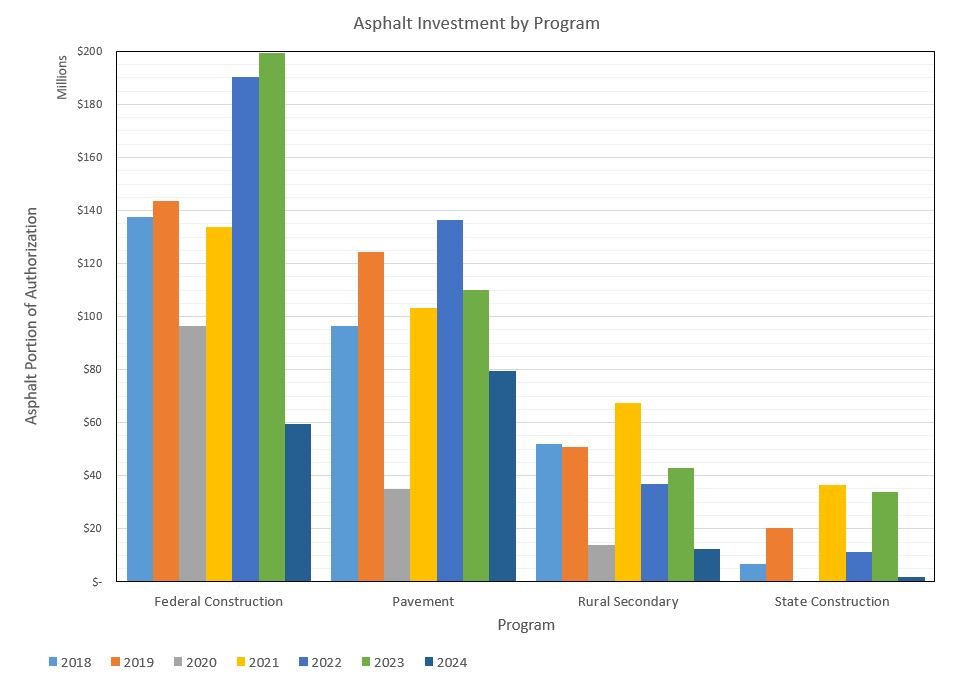 Asphalt Investment by Program
Millions
Asphalt Portion of Authorization
$200
$180
$160
$140
$120
$100
$80
$60
$40
$20
$-
Federal Construction Pavement Rural Secondary State Construction
Program
2018 2019 2020 2021 2022 2023 2024